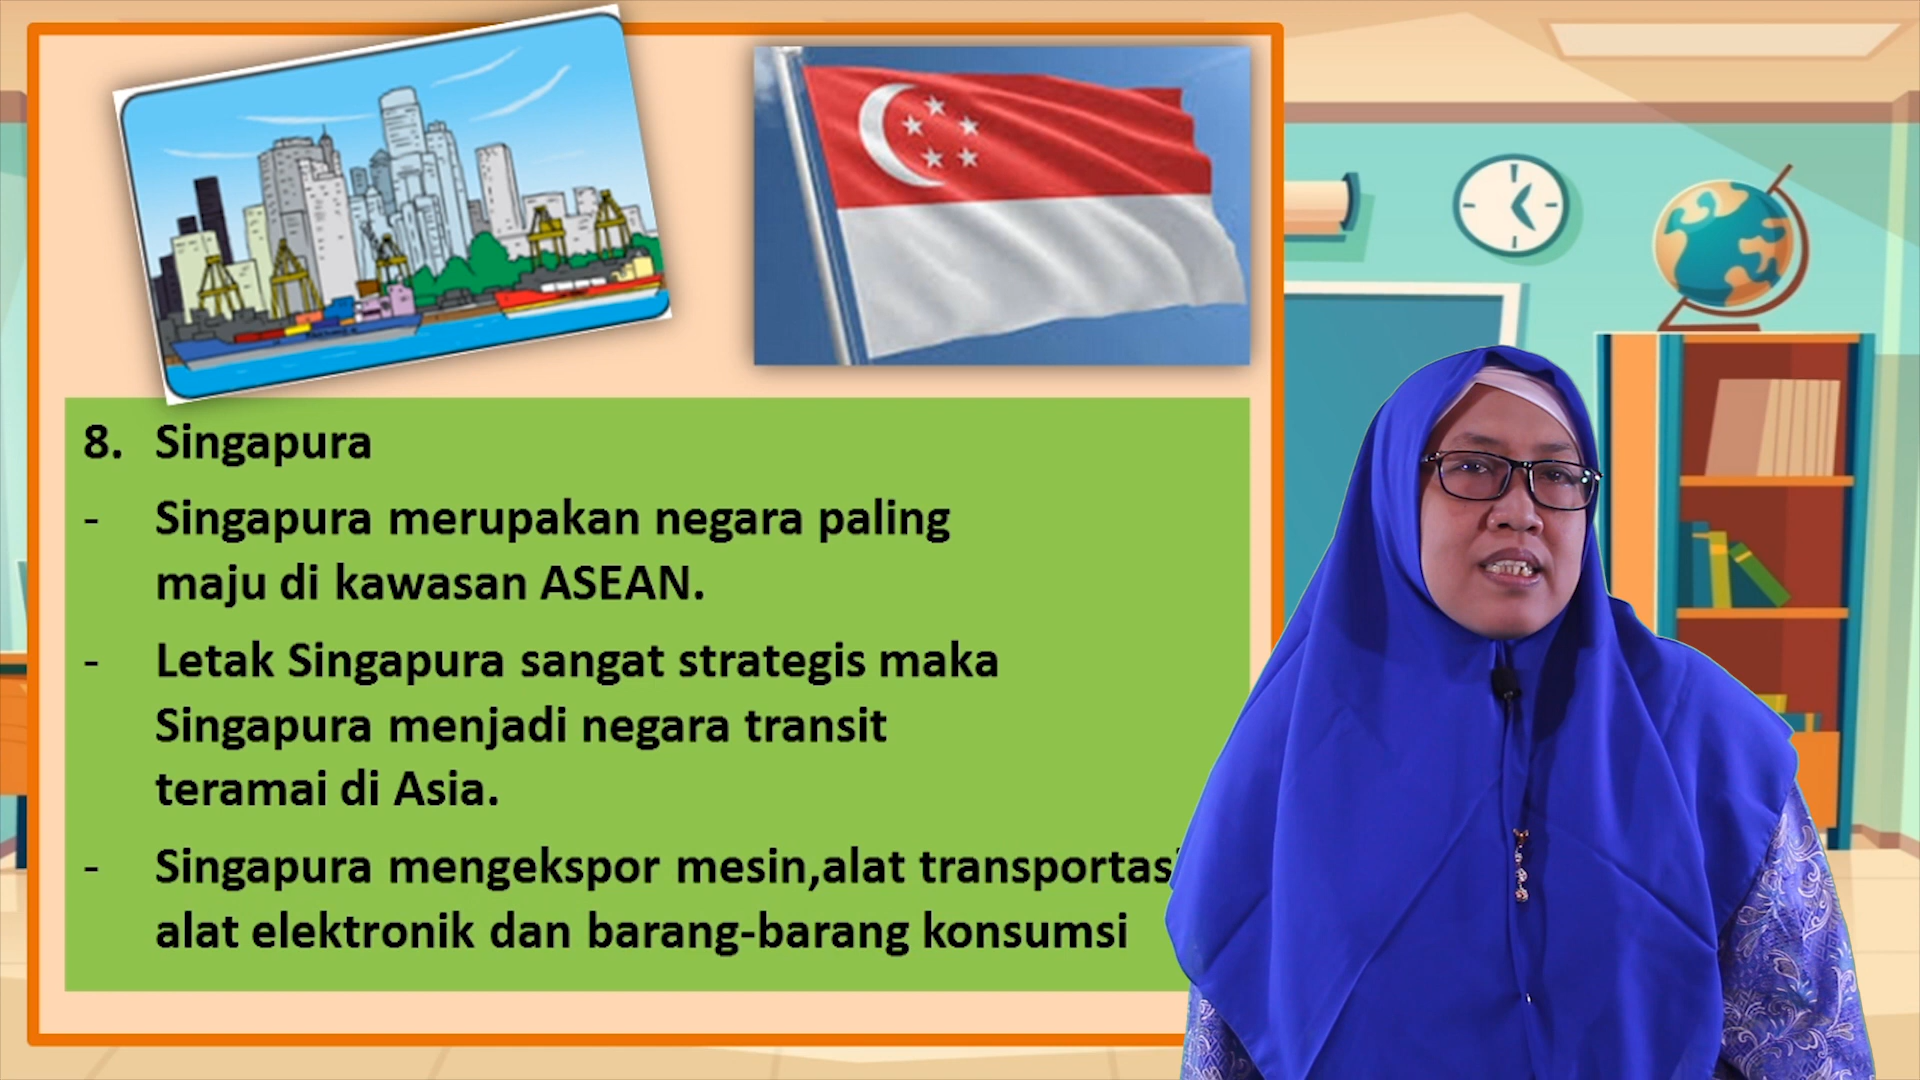 8. Singapura
- Singapura merupakan negara paling
maju di kawasan ASEAN.
- Letak Singapura sangat strategis maka
Singapura menjadi negara transit
teramai di Asia.
- Singapura mengekspor mesin,alat transportasi
alat elektronik dan barang-barang konsumsi